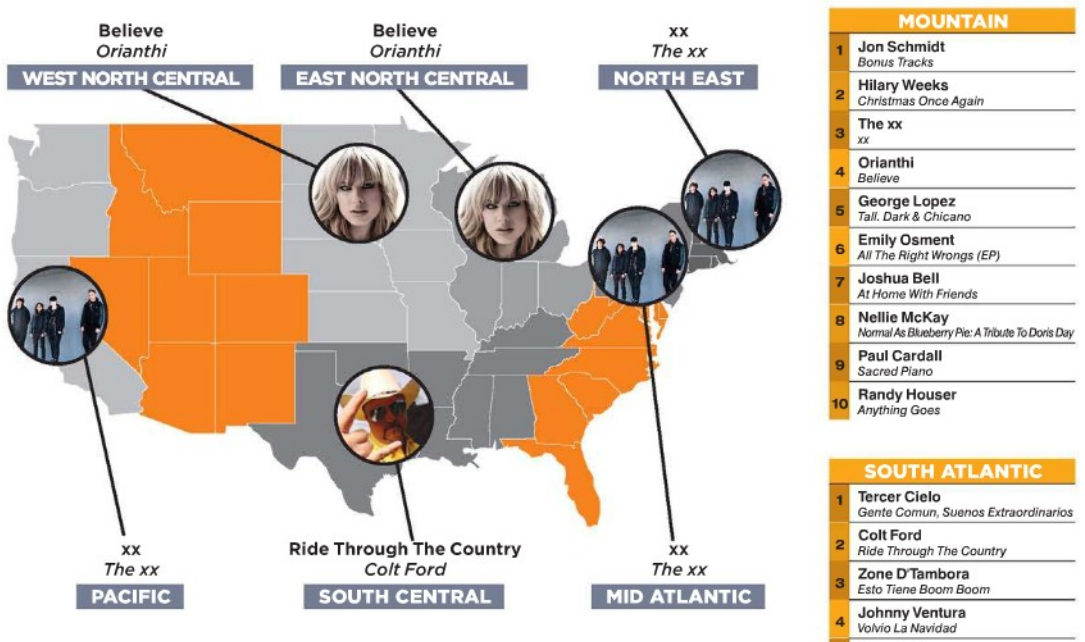 Believe
Orianthi
WEST NORTH CENTRAL
Believe
Orianthi
EAST NORTH CENTRAL
xx
The xx
NORTH EAST
xx
The xx
PACIFIC
Ride Through The Country
Colt Ford
SOUTH CENTRAL
xx
The xx
MID ATLANTIC
MOUNTAIN
1 Jon Schmidt
Bonus Tracks
2 Hilary Weeks
Christmas Once Again
3 The xx
xx
4 Orianthi
Believe
5 George Lopez
Tall. Dark & Chicano
6 Emily Osment
All The Right Wrongs (EP)
7 Joshua Bell
At Home With Friends
8 Nellie McKay
Normal As Blueberry Pie: A Tribute To Doris Day
9 Paul Cardall
Sacred Piano
10 Randy Houser
Anything Goes
SOUTH ATLANTIC
1 Tercer Cielo
Gente Comun, Suenos Extraordinarios
2 Colt Ford
Ride Through The Country
3 Zone D'Tambora
Esto Tiene Boom Boom
4 Johnny Ventura
Volvio La Navidad